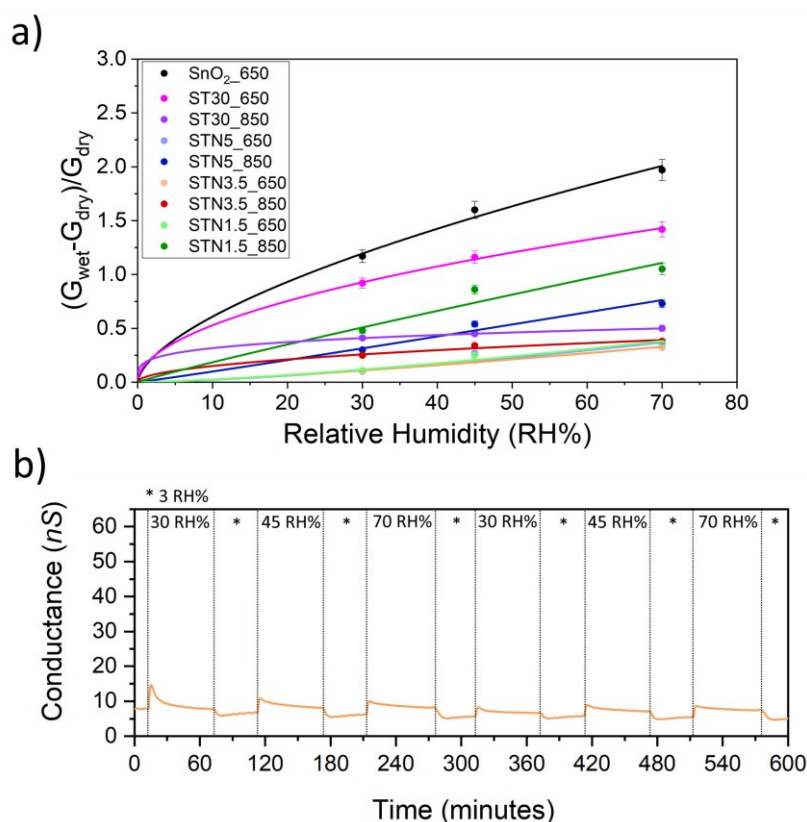 a)
3.0
2.5
2.0
1.5
1.0
0.5
0.0
(G_wet-G_dry)/G_dry
SnO₂_650
ST30_650
ST30_850
STN5_650
STN5_850
STN3.5_650
STN3.5_850
STN1.5_650
STN1.5_850
0 10 20 30 40 50 60 70 80
Relative Humidity (RH%)
b)
* 3 RH%
30 RH% * 45 RH% * 70 RH% * 30 RH% * 45 RH% * 70 RH% *
60
50
40
30
20
10
0
Conductance (nS)
0 60 120 180 240 300 360 420 480 540 600
Time (minutes)